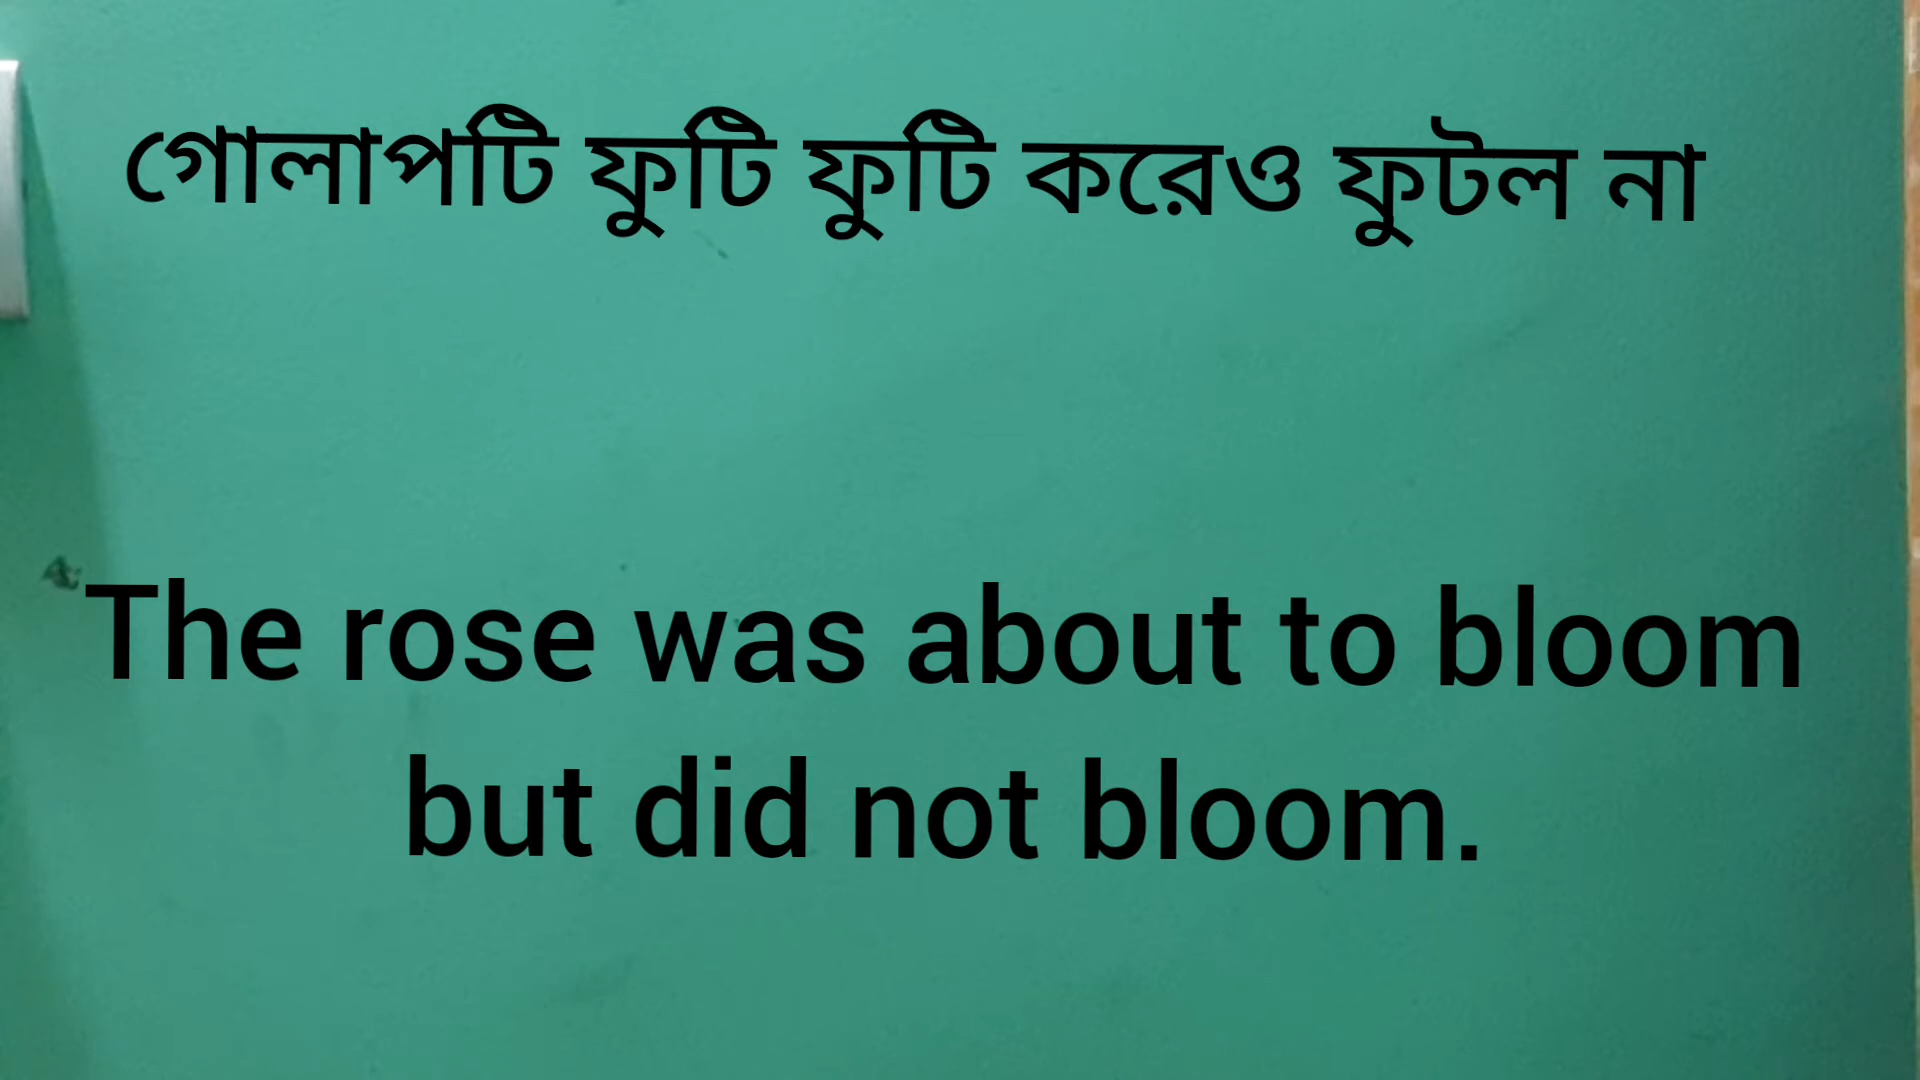 গোলাপটি ফুটি ফুটি করেও ফুটল না
The rose was about to bloom
but did not bloom.